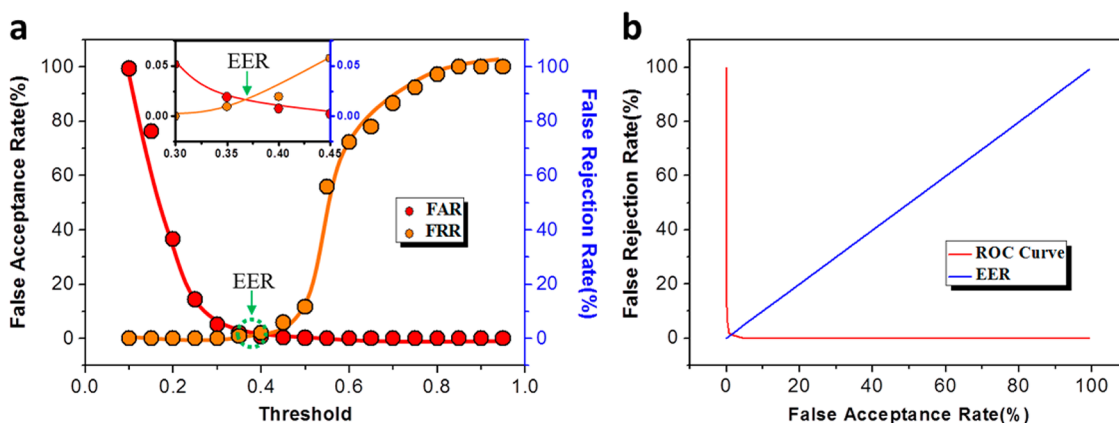 a
False Acceptance Rate(%)
100
80
60
40
20
0
0.0
0.2
0.4
0.6
0.8
1.0
Threshold
100
80
60
40
20
0
False Rejection Rate(%)
EER
0.05
0.00
0.05
0.00
0.30
0.35
0.40
0.45
FAR
FRR
EER
b
False Rejection Rate(%)
100
80
60
40
20
0
0
20
40
60
80
100
False Acceptance Rate(%)
ROC Curve
EER